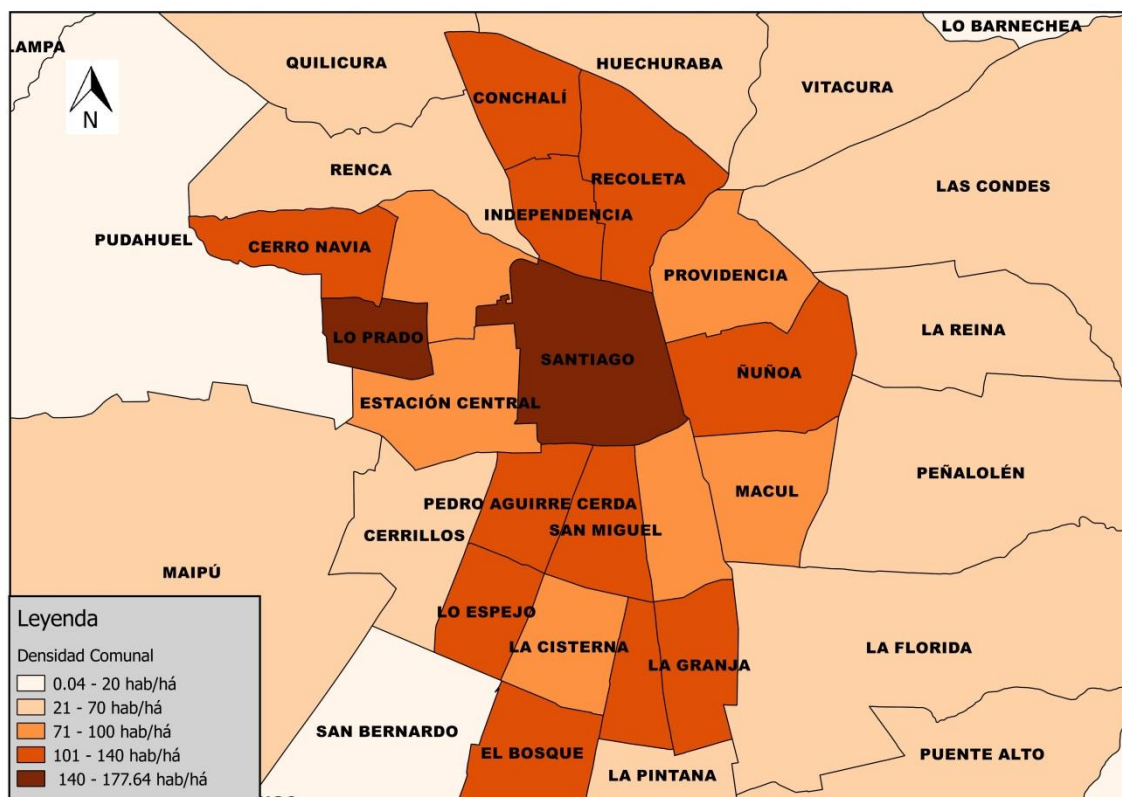 LO BARNECHEA
LAMPA
QUILICURA
HUECHURABA
VITACURA
N
CONCHALÍ
RENCA
RECOLETA
LAS CONDES
INDEPENDENCIA
PUDAHUEL
CERRO NAVIA
PROVIDENCIA
LA REINA
LO PRADO
SANTIAGO
ÑUÑOA
ESTACIÓN CENTRAL
PEÑALOLÉN
MACUL
PEDRO AGUIRRE CERDA
SAN MIGUEL
CERRILLOS
MAIPÚ
LO ESPEJO
LA CISTERNA
LA GRANJA
LA FLORIDA
SAN BERNARDO
EL BOSQUE
PUENTE ALTO
LA PINTANA
Leyenda
Densidad Comunal
0.04 - 20 hab/há
21 - 70 hab/há
71 - 100 hab/há
101 - 140 hab/há
140 - 177.64 hab/há